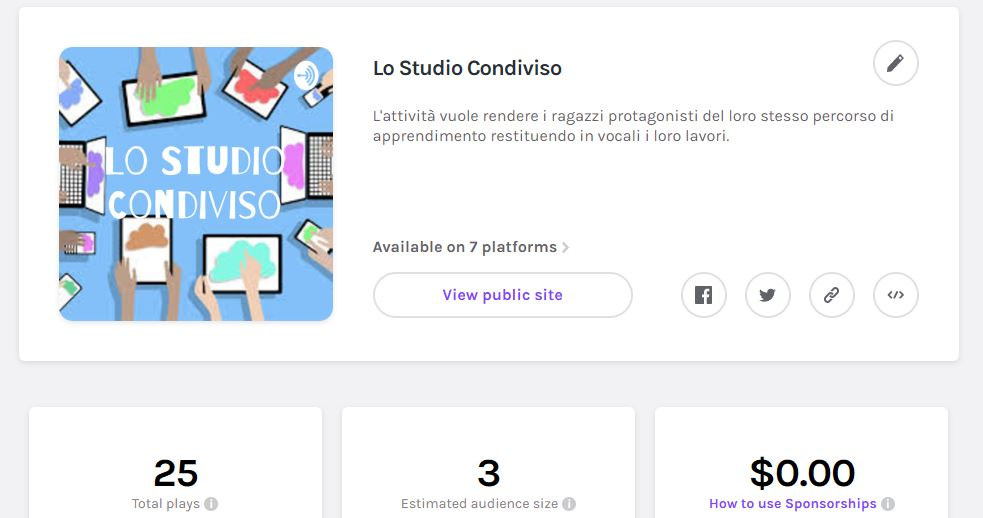 LO STUDIO
CONDIVISO
Lo Studio Condiviso
L'attività vuole rendere i ragazzi protagonisti del loro stesso percorso di
apprendimento restituendo in vocali i loro lavori.
Available on 7 platforms
View public site
25
Total plays
3
Estimated audience size
$0.00
How to use Sponsorships